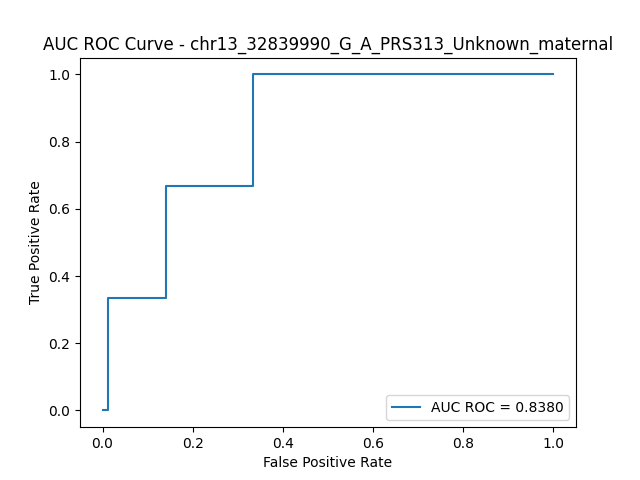 AUC ROC Curve - chr13_32839990_G_A_PRS313_Unknown_maternal
True Positive Rate
1.0
0.8
0.6
0.4
0.2
0.0
AUC ROC = 0.8380
0.0 0.2 0.4 0.6 0.8 1.0
False Positive Rate